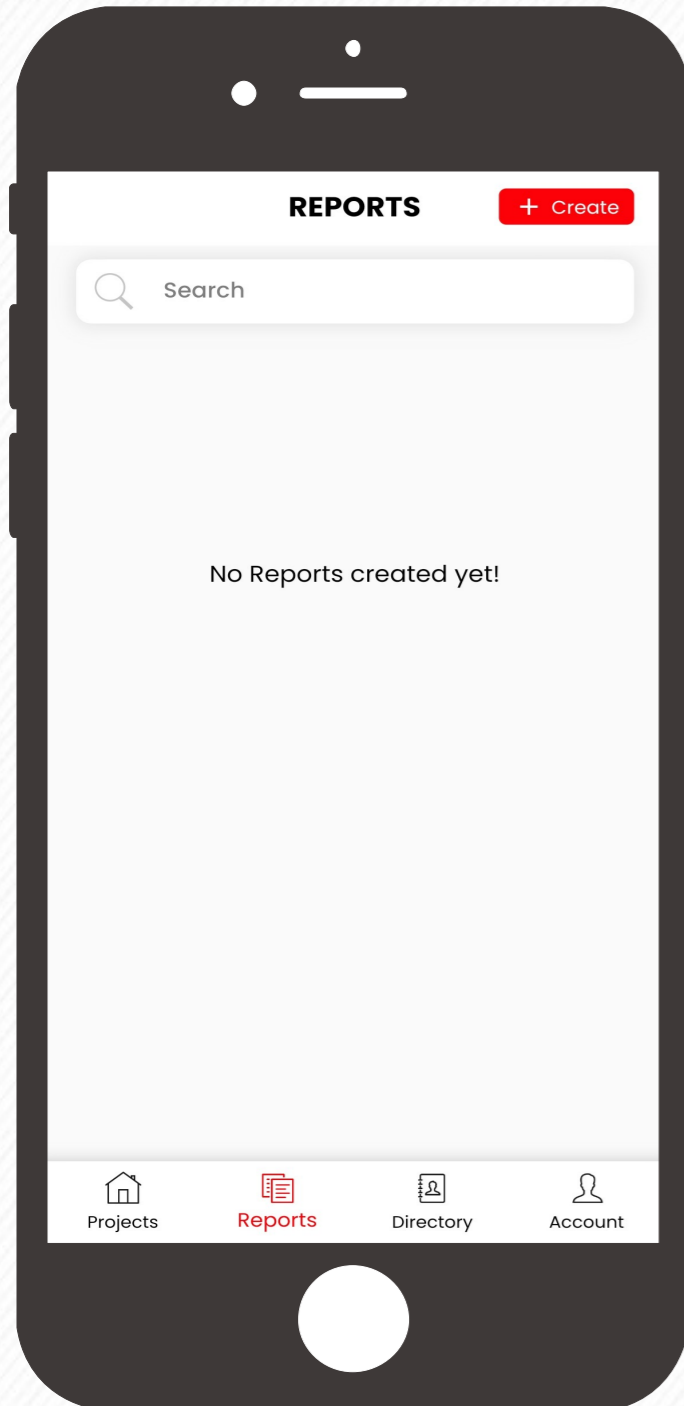 REPORTS
+ Create
Search
No Reports created yet!
Projects
Reports
Directory
Account